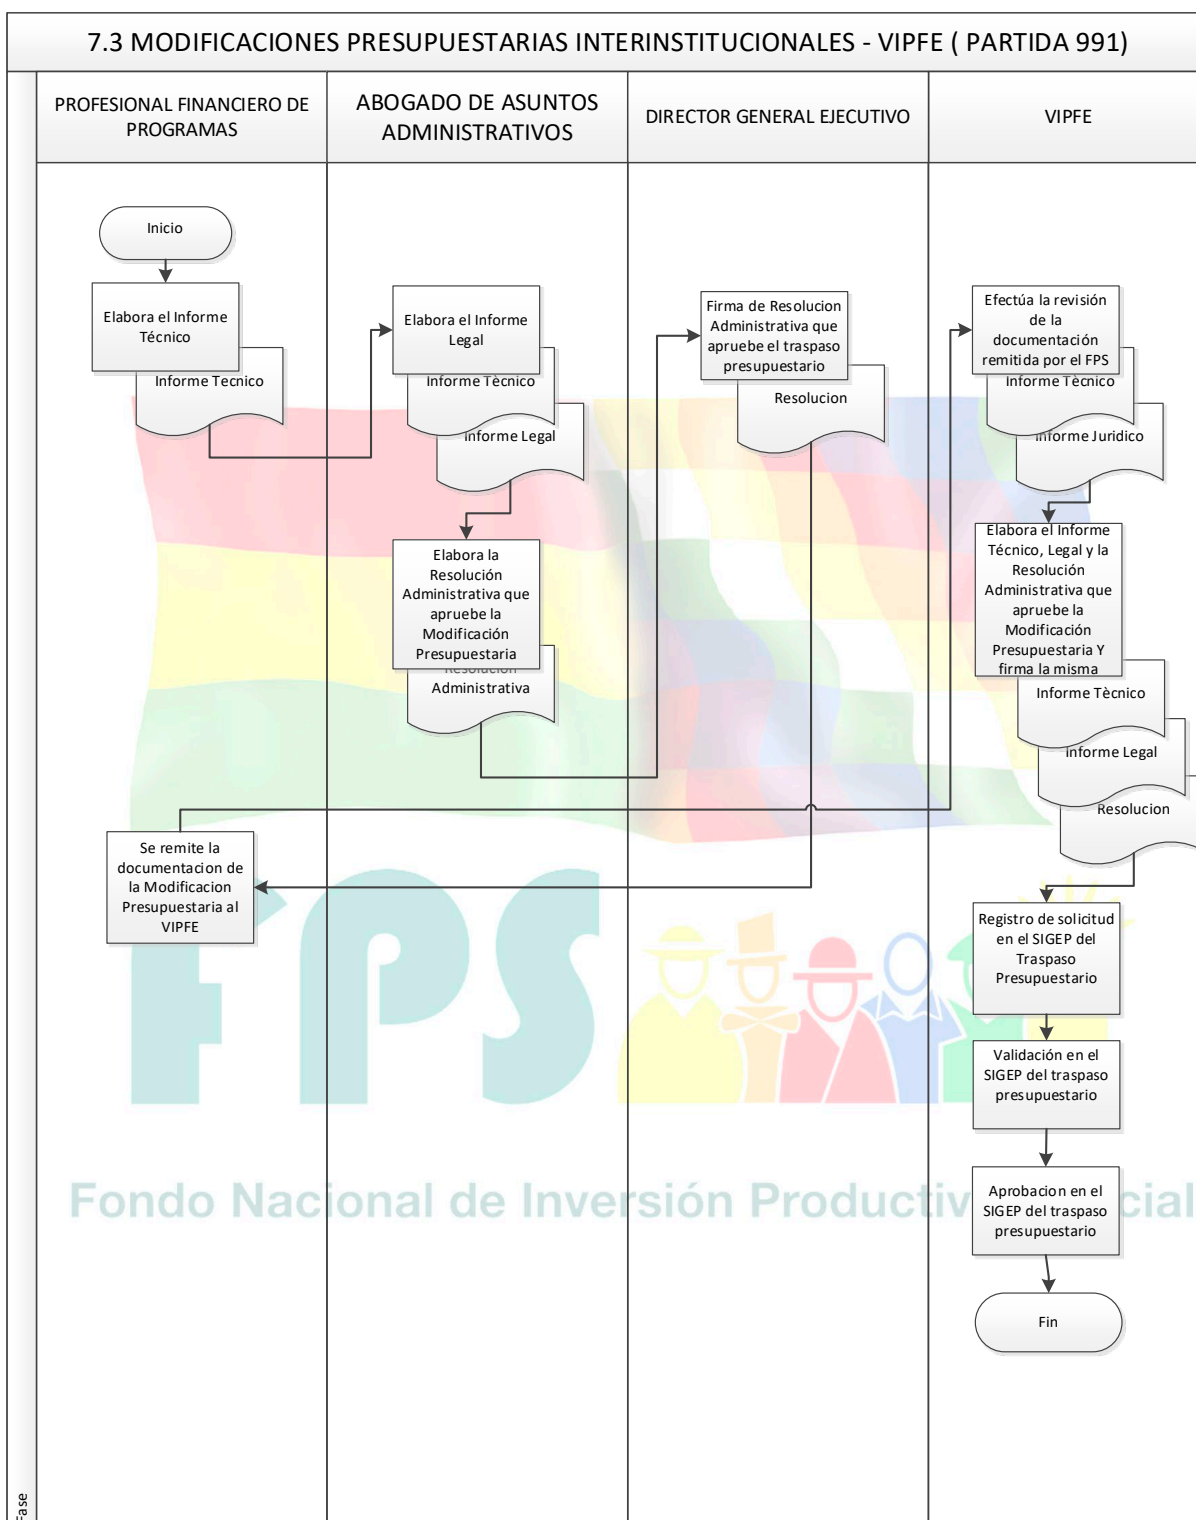 7.3 MODIFICACIONES PRESUPUESTARIAS INTERINSTITUCIONALES - VIPFE ( PARTIDA 991)
PROFESIONAL FINANCIERO DE
PROGRAMAS
ABOGADO DE ASUNTOS
ADMINISTRATIVOS
DIRECTOR GENERAL EJECUTIVO
VIPFE
Inicio
Elabora el Informe
Técnico
Informe Tecnico
Elabora el Informe
Legal
Informe Tècnico
Informe Legal
Elabora la
Resolución
Administrativa que
apruebe la
Modificación
Presupuestaria
Resolución
Administrativa
Firma de Resolucion
Administrativa que
apruebe el traspaso
presupuestario
Resolucion
Se remite la
documentacion de
la Modificacion
Presupuestaria al
VIPFE
Efectúa la revisión
de la
documentación
remitida por el FPS
Informe Tècnico
Informe Juridico
Elabora el Informe
Técnico, Legal y la
Resolución
Administrativa que
apruebe la
Modificación
Presupuestaria Y
firma la misma
Informe Tècnico
Informe Legal
Resolucion
Registro de solicitud
en el SIGEP del
Traspaso
Presupuestario
Validación en el
SIGEP del traspaso
presupuestario
Aprobacion en el
SIGEP del traspaso
presupuestario
Fin
FPS
Fondo Nacional de Inversión Productiv cial
Fase